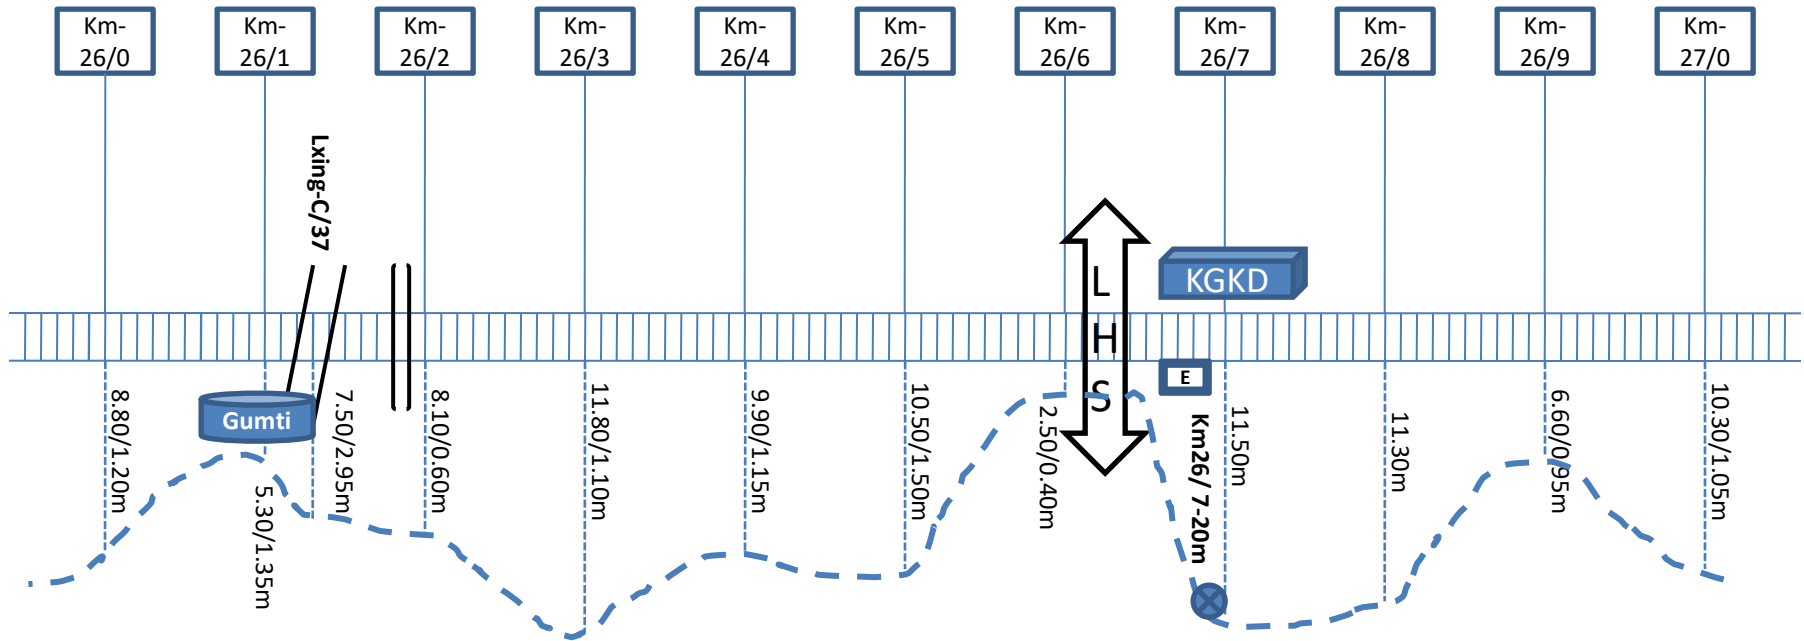 Km-
26/0
Km-
26/1
Km-
26/2
Km-
26/3
Km-
26/4
Km-
26/5
Km-
26/6
Km-
26/7
Km-
26/8
Km-
26/9
Km-
27/0
Lxing-C/37
L
H
S
KGKD
E
Gumti
8.80/1.20m
5.30/1.35m
7.50/2.95m
8.10/0.60m
11.80/1.10m
9.90/1.15m
10.50/1.50m
2.50/0.40m
Km26/ 7-20m
11.50m
11.30m
6.60/0.95m
10.30/1.05m